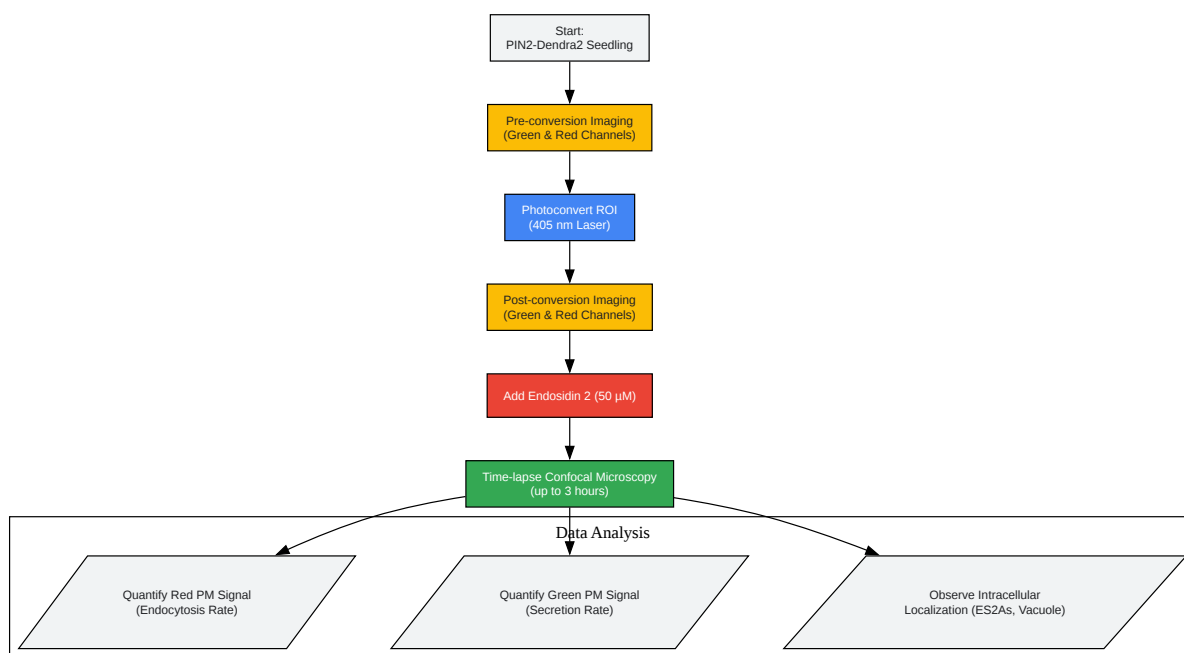 Start:
PIN2-Dendra2 Seedling
Pre-conversion Imaging
(Green & Red Channels)
Photoconvert ROI
(405 nm Laser)
Post-conversion Imaging
(Green & Red Channels)
Add Endosidin 2 (50 µM)
Time-lapse Confocal Microscopy
(up to 3 hours)
Data Analysis
Quantify Red PM Signal
(Endocytosis Rate)
Quantify Green PM Signal
(Secretion Rate)
Observe Intracellular
Localization (ES2As, Vacuole)